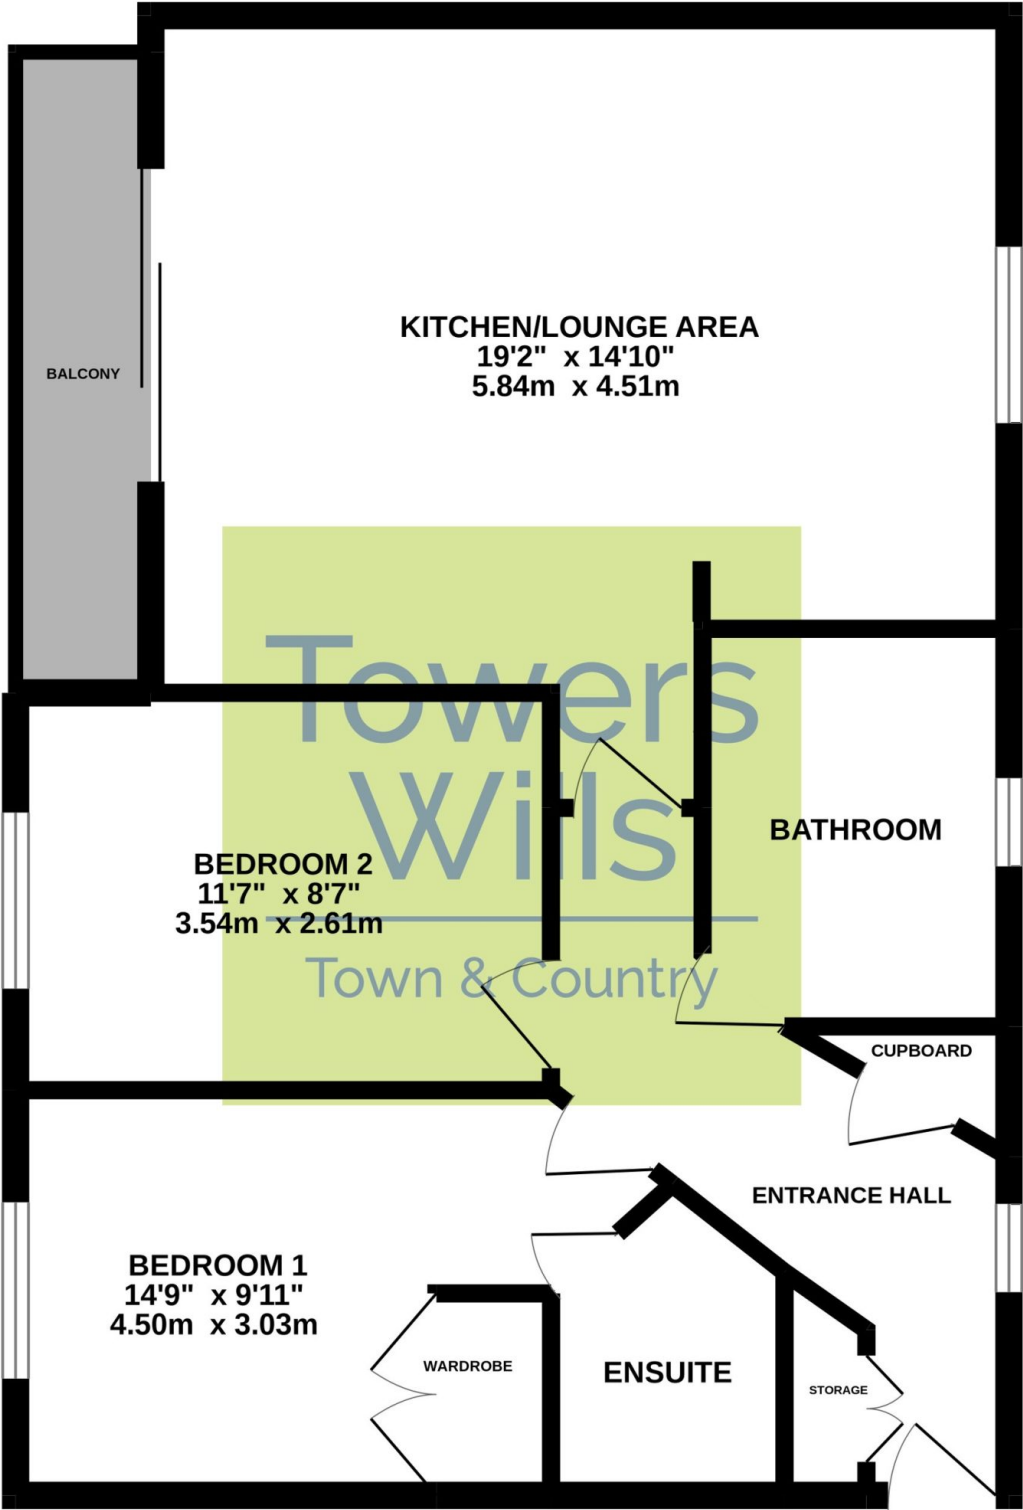 KITCHEN/LOUNGE AREA
19'2" x 14'10"
5.84m x 4.51m
BALCONY
Towers
Wills
Town & Country
BATHROOM
BEDROOM 2
11'7" x 8'7"
3.54m x 2.61m
CUPBOARD
ENTRANCE HALL
BEDROOM 1
14'9" x 9'11"
4.50m x 3.03m
WARDROBE
ENSUITE
STORAGE